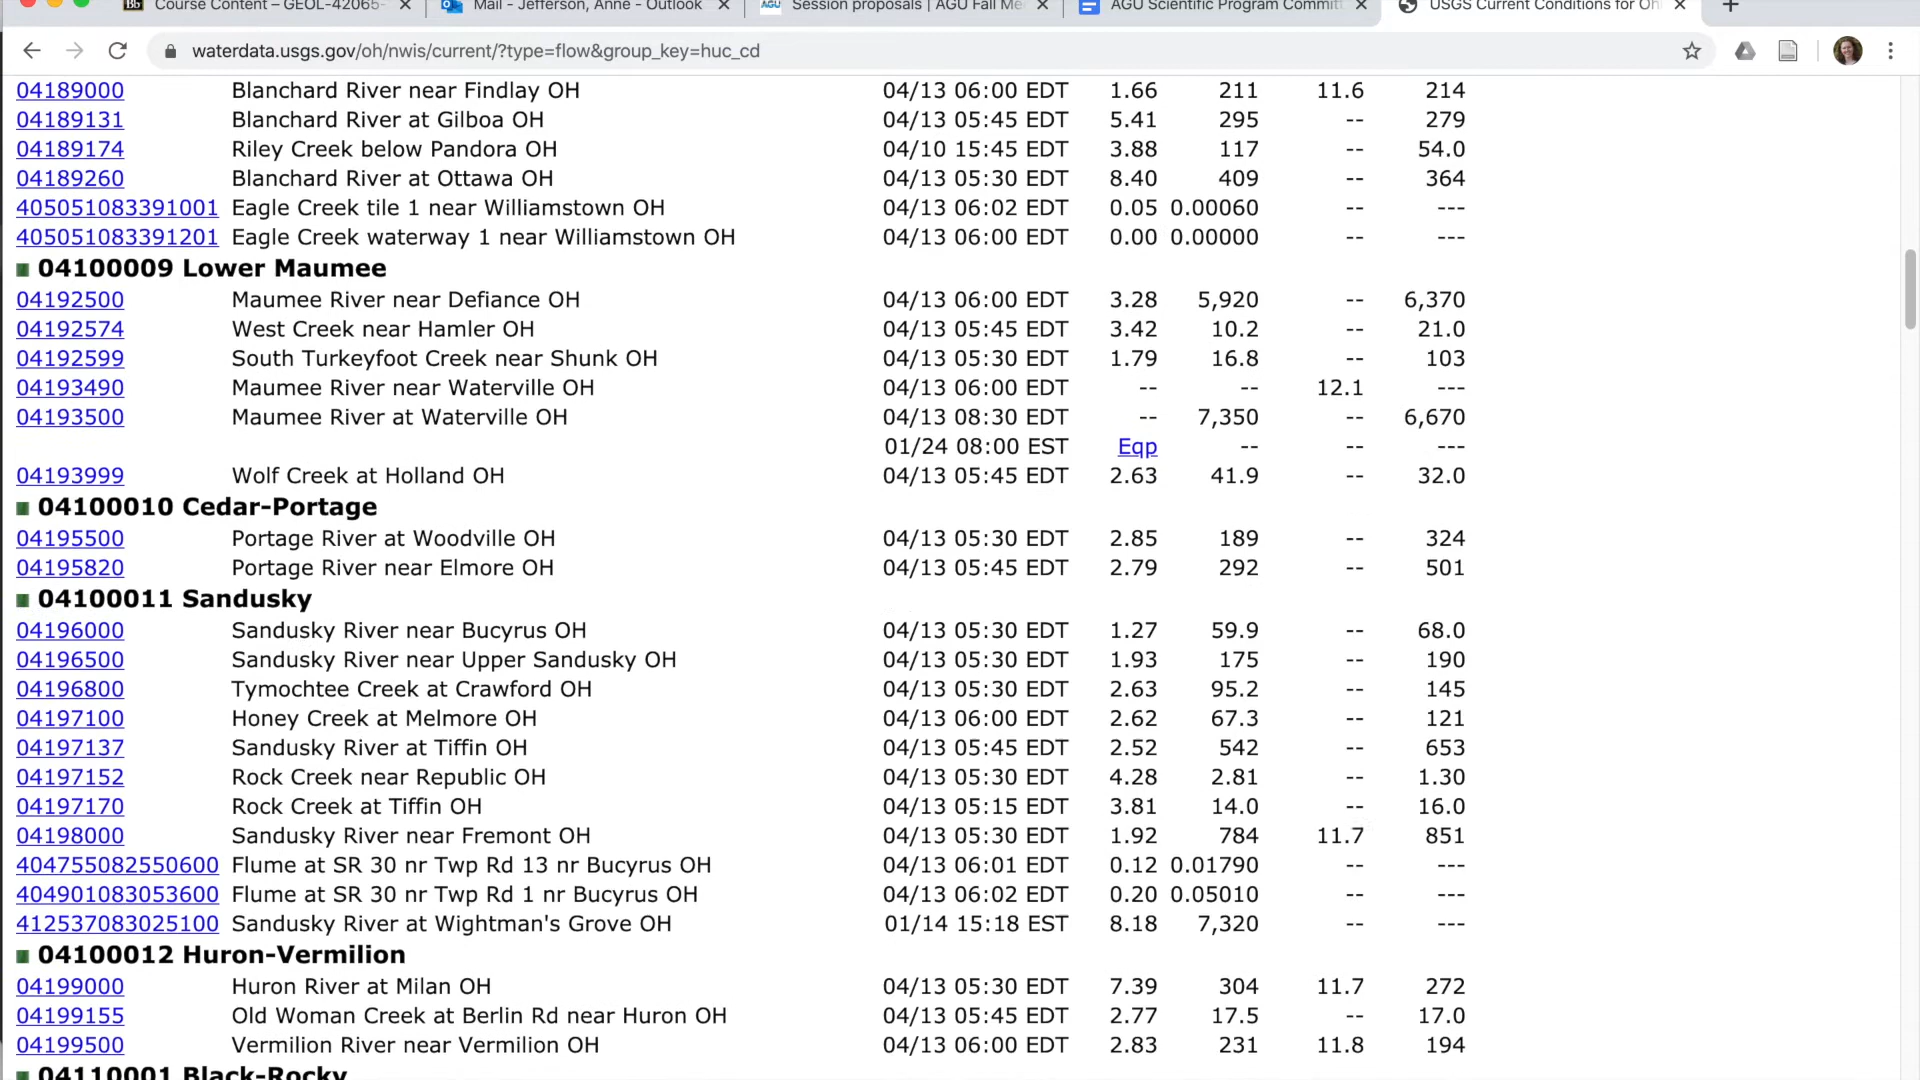 Bb Course Content – GEOL-42065- Mail - Jefferson, Anne - Outlook AGU Session proposals | AGU Fall Me AGU Scientific Program Committ USGS Current Conditions for Oh
waterdata.usgs.gov/oh/nwis/current/?type=flow&group_key=huc_cd
04189000 Blanchard River near Findlay OH 04/13 06:00 EDT 1.66 211 11.6 214
04189131 Blanchard River at Gilboa OH 04/13 05:45 EDT 5.41 295 -- 279
04189174 Riley Creek below Pandora OH 04/10 15:45 EDT 3.88 117 -- 54.0
04189260 Blanchard River at Ottawa OH 04/13 05:30 EDT 8.40 409 -- 364
405051083391001 Eagle Creek tile 1 near Williamstown OH 04/13 06:02 EDT 0.05 0.00060 -- ---
405051083391201 Eagle Creek waterway 1 near Williamstown OH 04/13 06:00 EDT 0.00 0.00000 -- ---
04100009 Lower Maumee
04192500 Maumee River near Defiance OH 04/13 06:00 EDT 3.28 5,920 -- 6,370
04192574 West Creek near Hamler OH 04/13 05:45 EDT 3.42 10.2 -- 21.0
04192599 South Turkeyfoot Creek near Shunk OH 04/13 05:30 EDT 1.79 16.8 -- 103
04193490 Maumee River near Waterville OH 04/13 06:00 EDT -- -- 12.1 ---
04193500 Maumee River at Waterville OH 04/13 08:30 EDT -- 7,350 -- 6,670
01/24 08:00 EST Eqp -- -- ---
04193999 Wolf Creek at Holland OH 04/13 05:45 EDT 2.63 41.9 -- 32.0
04100010 Cedar-Portage
04195500 Portage River at Woodville OH 04/13 05:30 EDT 2.85 189 -- 324
04195820 Portage River near Elmore OH 04/13 05:45 EDT 2.79 292 -- 501
04100011 Sandusky
04196000 Sandusky River near Bucyrus OH 04/13 05:30 EDT 1.27 59.9 -- 68.0
04196500 Sandusky River near Upper Sandusky OH 04/13 05:30 EDT 1.93 175 -- 190
04196800 Tymochtee Creek at Crawford OH 04/13 05:30 EDT 2.63 95.2 -- 145
04197100 Honey Creek at Melmore OH 04/13 06:00 EDT 2.62 67.3 -- 121
04197137 Sandusky River at Tiffin OH 04/13 05:45 EDT 2.52 542 -- 653
04197152 Rock Creek near Republic OH 04/13 05:30 EDT 4.28 2.81 -- 1.30
04197170 Rock Creek at Tiffin OH 04/13 05:15 EDT 3.81 14.0 -- 16.0
04198000 Sandusky River near Fremont OH 04/13 05:30 EDT 1.92 784 11.7 851
404755082550600 Flume at SR 30 nr Twp Rd 13 nr Bucyrus OH 04/13 06:01 EDT 0.12 0.01790 -- ---
404901083053600 Flume at SR 30 nr Twp Rd 1 nr Bucyrus OH 04/13 06:02 EDT 0.20 0.05010 -- ---
412537083025100 Sandusky River at Wightman's Grove OH 01/14 15:18 EST 8.18 7,320 -- ---
04100012 Huron-Vermilion
04199000 Huron River at Milan OH 04/13 05:30 EDT 7.39 304 11.7 272
04199155 Old Woman Creek at Berlin Rd near Huron OH 04/13 05:45 EDT 2.77 17.5 -- 17.0
04199500 Vermilion River near Vermilion OH 04/13 06:00 EDT 2.83 231 11.8 194
04110001 Black-Rocky